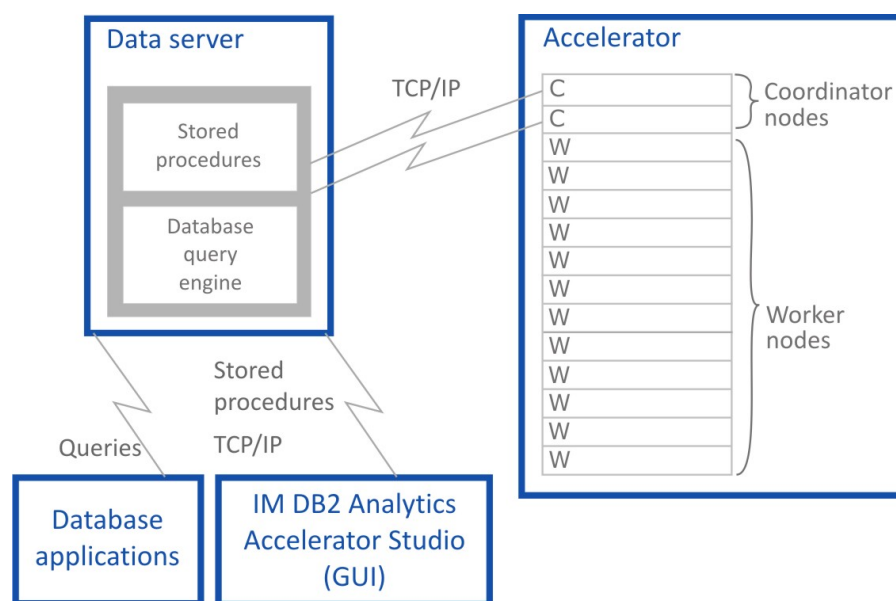 Data server
Stored
procedures
Database
query
engine
TCP/IP
Accelerator
C
C
W
W
W
W
W
W
W
W
W
W
W
W
Coordinator
nodes
Worker
nodes
Queries
Stored
procedures
TCP/IP
Database
applications
IM DB2 Analytics
Accelerator Studio
(GUI)